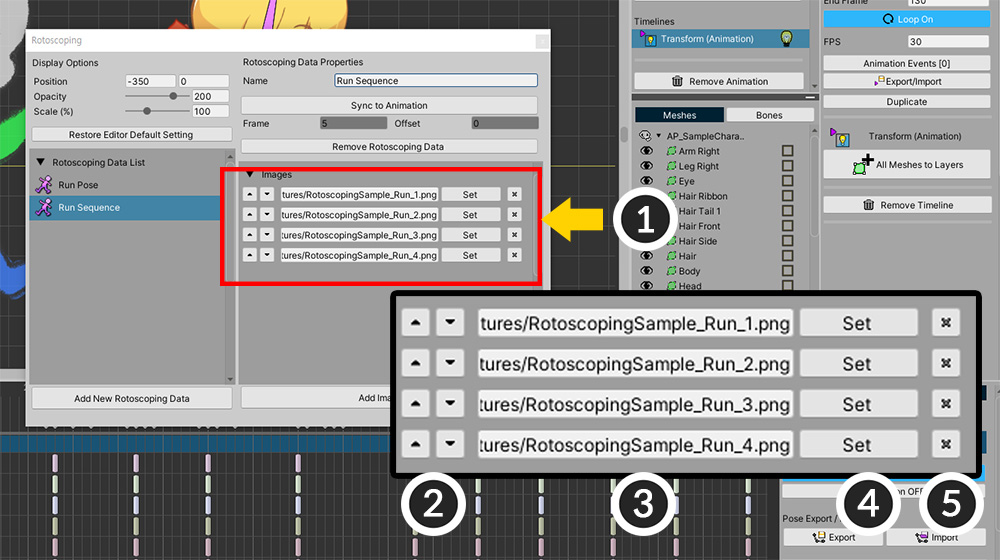 Rotoscoping
Display Options
Position -350 0
Opacity 200
Scale (%) 100
Restore Editor Default Setting
Rotoscoping Data List
Run Pose
Run Sequence
Add New Rotoscoping Data
Rotoscoping Data Properties
Name Run Sequence
Sync to Animation
Frame 5 Offset 0
Remove Rotoscoping Data
Images
tures/RotoscopingSample_Run_1.png Set
tures/RotoscopingSample_Run_2.png Set
tures/RotoscopingSample_Run_3.png Set
tures/RotoscopingSample_Run_4.png Set
Add Ima
1
Timelines
Transform (Animation)
Remove Animation
Meshes Bones
AP_SampleChara...
Arm Right
Leg Right
Eye
Hair Ribbon
Hair Tail 1
Hair Front
Hair Side
Hair
Body
Head
End Frame 130
Loop On
FPS 30
Animation Events [0]
Export/Import
Duplicate
Transform (Animation)
All Meshes to Layers
Remove Timeline
tures/RotoscopingSample_Run_1.png Set
tures/RotoscopingSample_Run_2.png Set
tures/RotoscopingSample_Run_3.png Set
tures/RotoscopingSample_Run_4.png Set
2 3 4 5
on OFF
Pose Export /
Export Import